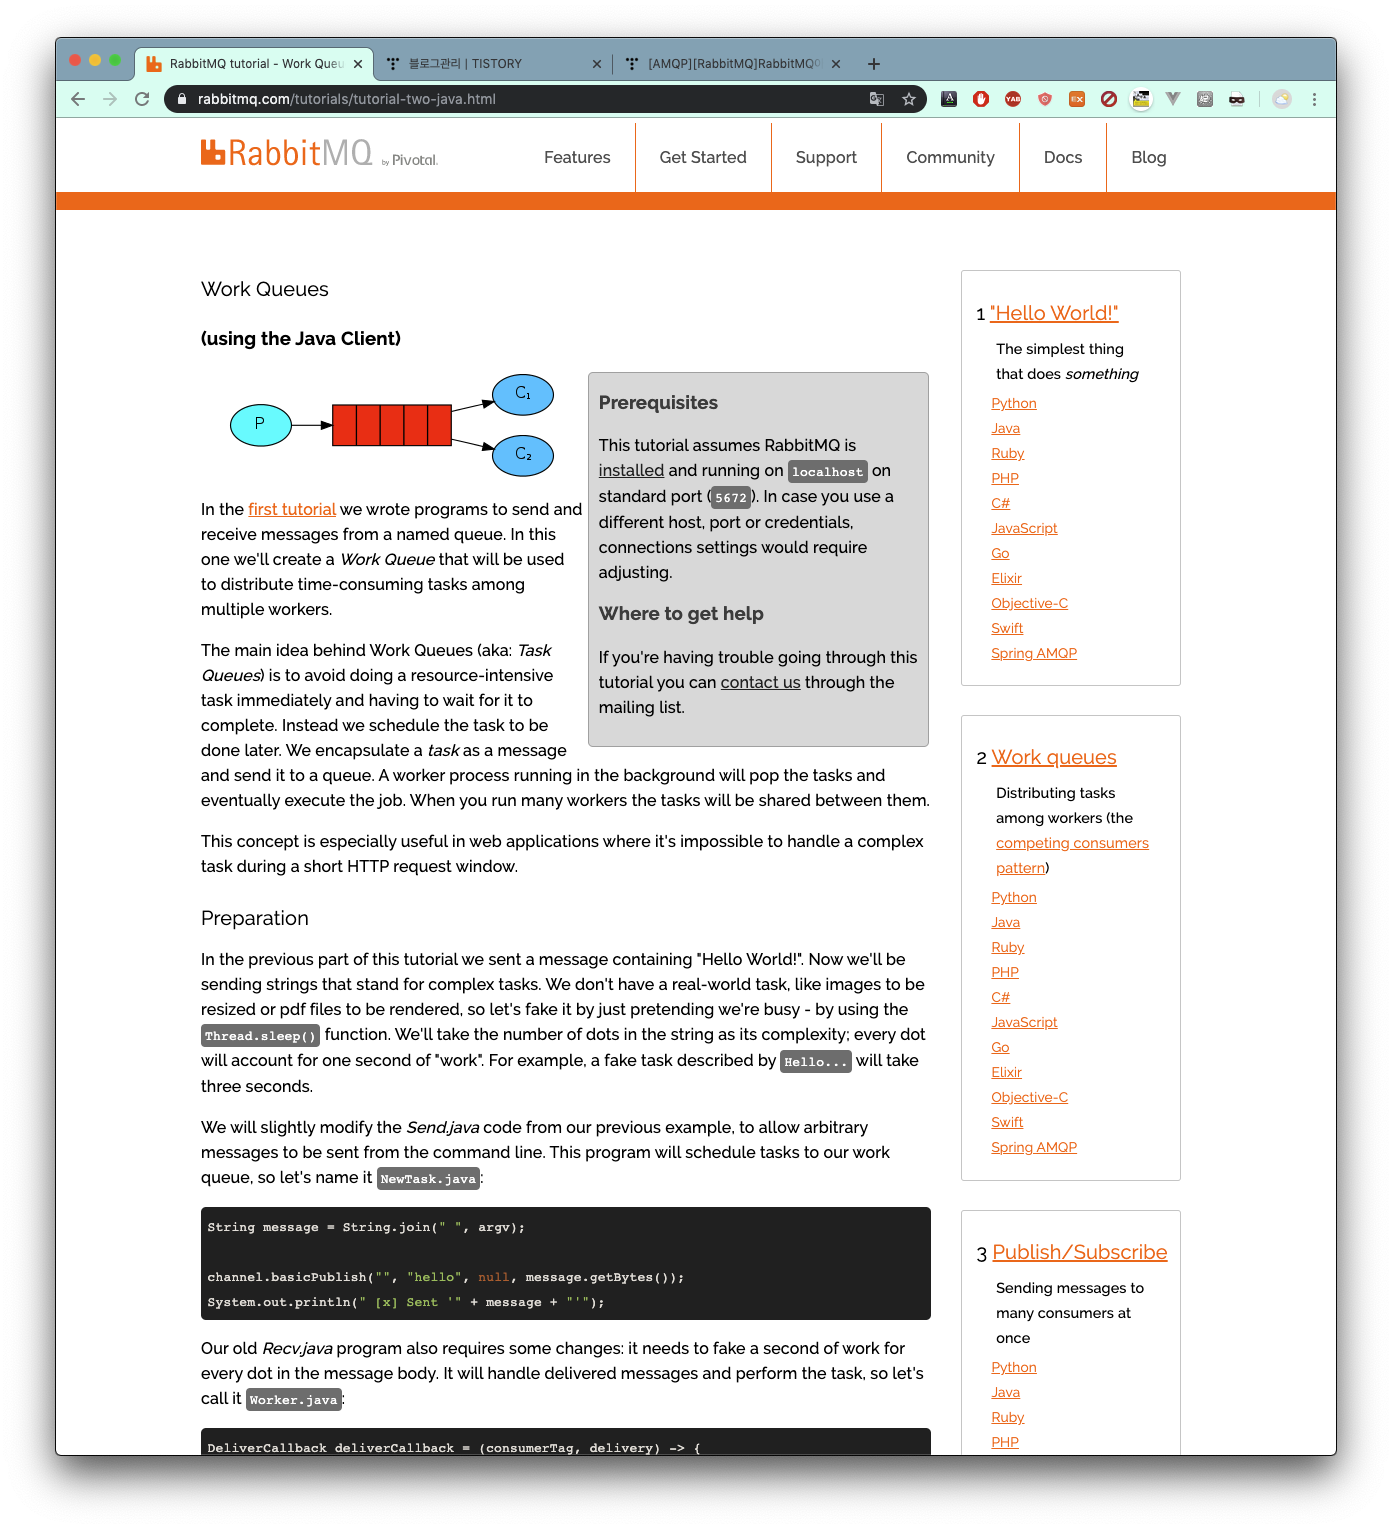 RabbitMQ tutorial - Work Queu
블로그관리 | TISTORY
[AMQP][RabbitMQ]RabbitMQ
rabbitmq.com/tutorials/tutorial-two-java.html
RabbitMQ by Pivotal.
Features
Get Started
Support
Community
Docs
Blog
Work Queues
(using the Java Client)
P
C₁
C₂
In the first tutorial we wrote programs to send and
receive messages from a named queue. In this
one we'll create a Work Queue that will be used
to distribute time-consuming tasks among
multiple workers.
The main idea behind Work Queues (aka: Task
Queues) is to avoid doing a resource-intensive
task immediately and having to wait for it to
complete. Instead we schedule the task to be
done later. We encapsulate a task as a message
and send it to a queue. A worker process running in the background will pop the tasks and
eventually execute the job. When you run many workers the tasks will be shared between them.
This concept is especially useful in web applications where it's impossible to handle a complex
task during a short HTTP request window.
Prerequisites
This tutorial assumes RabbitMQ is
installed and running on localhost on
standard port (5672). In case you use a
different host, port or credentials,
connections settings would require
adjusting.
Where to get help
If you're having trouble going through this
tutorial you can contact us through the
mailing list.
Preparation
In the previous part of this tutorial we sent a message containing "Hello World!". Now we'll be
sending strings that stand for complex tasks. We don't have a real-world task, like images to be
resized or pdf files to be rendered, so let's fake it by just pretending we're busy - by using the
Thread.sleep() function. We'll take the number of dots in the string as its complexity; every dot
will account for one second of "work". For example, a fake task described by Hello... will take
three seconds.
We will slightly modify the Send.java code from our previous example, to allow arbitrary
messages to be sent from the command line. This program will schedule tasks to our work
queue, so let's name it NewTask.java:
String message = String.join(" ", argv);
channel.basicPublish("", "hello", null, message.getBytes());
System.out.println(" [x] Sent '" + message + "'");
Our old Recv.java program also requires some changes: it needs to fake a second of work for
every dot in the message body. It will handle delivered messages and perform the task, so let's
call it Worker.java:
DeliverCallback deliverCallback = (consumerTag, delivery) -> {
1 "Hello World!"
The simplest thing
that does something
Python
Java
Ruby
PHP
C#
JavaScript
Go
Elixir
Objective-C
Swift
Spring AMQP
2 Work queues
Distributing tasks
among workers (the
competing consumers
pattern)
Python
Java
Ruby
PHP
C#
JavaScript
Go
Elixir
Objective-C
Swift
Spring AMQP
3 Publish/Subscribe
Sending messages to
many consumers at
once
Python
Java
Ruby
PHP